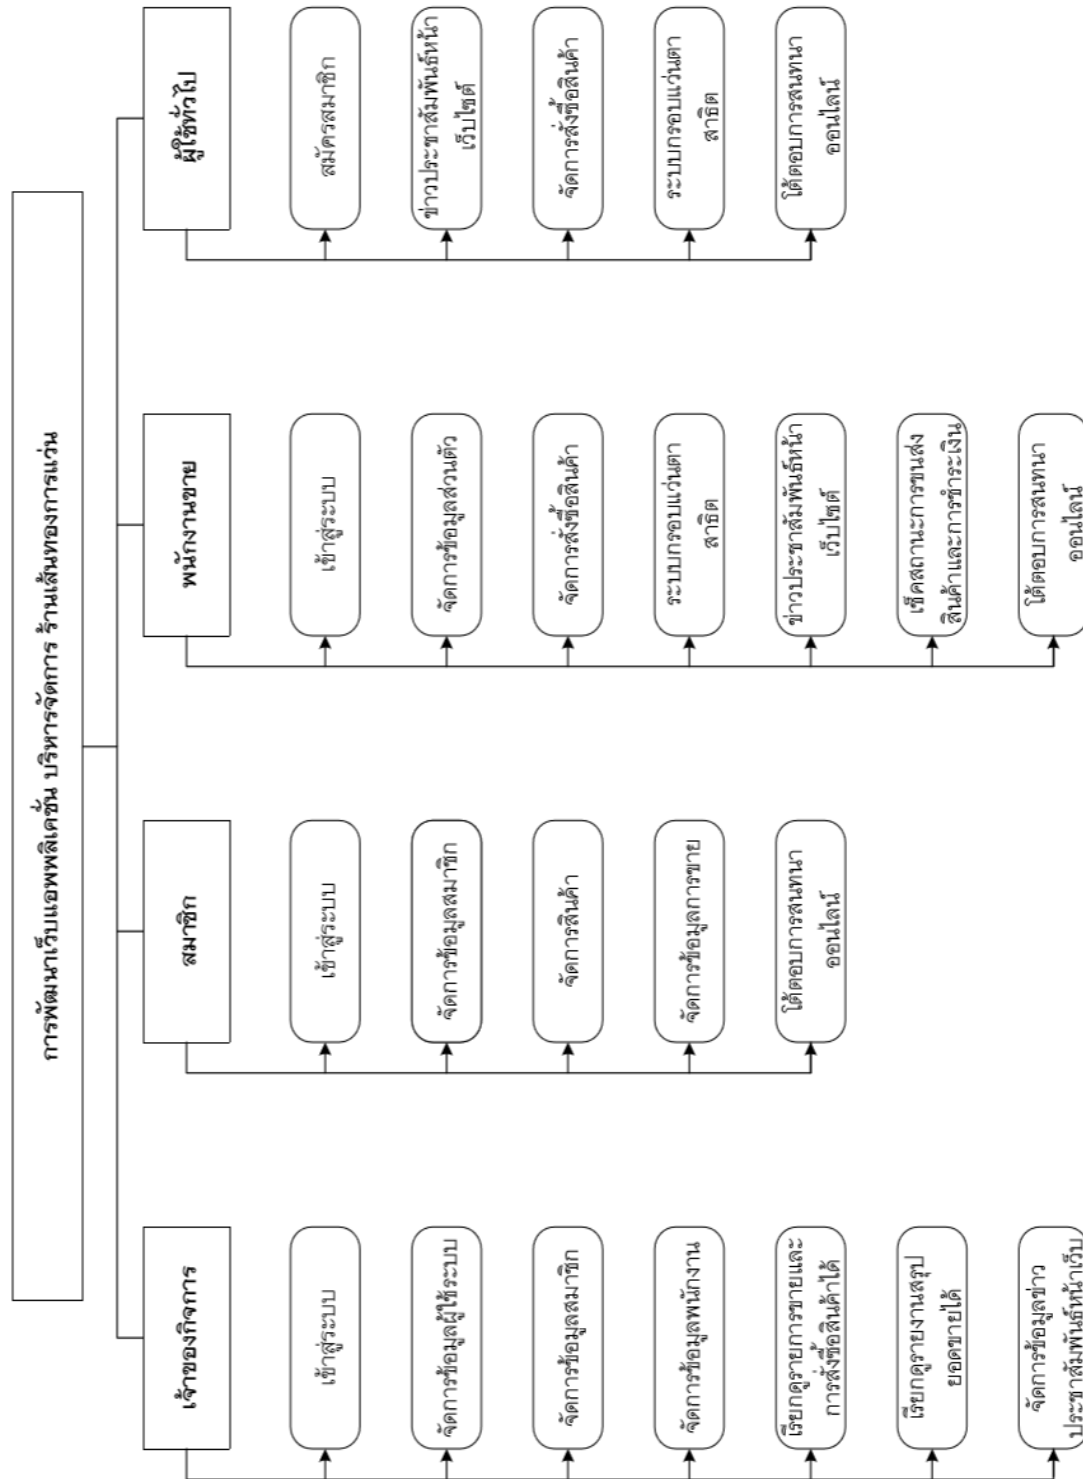 การพัฒนาเว็บแอพพลิเคชั่น บริหารจัดการ ร้านเส้นทองการแว่น
เจ้าของกิจการ
เข้าสู่ระบบ
จัดการข้อมูลผู้ใช้ระบบ
จัดการข้อมูลสมาชิก
จัดการข้อมูลพนักงาน
เรียกดูรายการขายและ
การสั่งซื้อสินค้าได้
เรียกดูรายงานสรุป
ยอดขายได้
จัดการข้อมูลข่าว
ประชาสัมพันธ์หน้าเว็บ
สมาชิก
เข้าสู่ระบบ
จัดการข้อมูลสมาชิก
จัดการสินค้า
จัดการข้อมูลการขาย
โต้ตอบการสนทนา
ออนไลน์
พนักงานขาย
เข้าสู่ระบบ
จัดการข้อมูลส่วนตัว
จัดการสั่งซื้อสินค้า
ระบบกรอบแว่นตา
สาธิต
ข่าวประชาสัมพันธ์หน้า
เว็บไซต์
เช็คสถานะการขนส่ง
สินค้าและการชำระเงิน
โต้ตอบการสนทนา
ออนไลน์
ผู้ใช้ทั่วไป
สมัครสมาชิก
ข่าวประชาสัมพันธ์หน้า
เว็บไซต์
จัดการสั่งซื้อสินค้า
ระบบกรอบแว่นตา
สาธิต
โต้ตอบการสนทนา
ออนไลน์